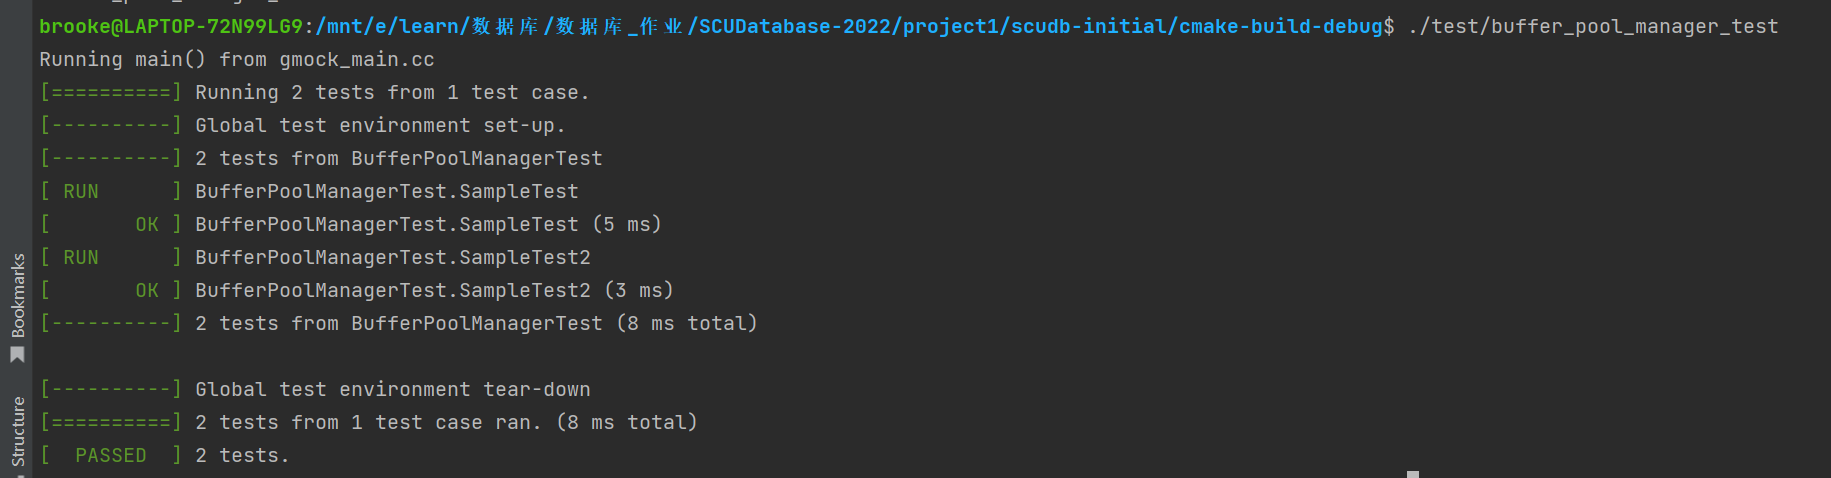 brooke@LAPTOP-72N99LG9:/mnt/e/learn/数据库/数据库_作业/SCUDatabase-2022/project1/scudb-initial/cmake-build-debug$ ./test/buffer_pool_manager_test
Running main() from gmock_main.cc
[==========] Running 2 tests from 1 test case.
[----------] Global test environment set-up.
[----------] 2 tests from BufferPoolManagerTest
[ RUN      ] BufferPoolManagerTest.SampleTest
[       OK ] BufferPoolManagerTest.SampleTest (5 ms)
[ RUN      ] BufferPoolManagerTest.SampleTest2
[       OK ] BufferPoolManagerTest.SampleTest2 (3 ms)
[----------] 2 tests from BufferPoolManagerTest (8 ms total)
[----------] Global test environment tear-down
[==========] 2 tests from 1 test case ran. (8 ms total)
[  PASSED  ] 2 tests.
Bookmarks
Structure